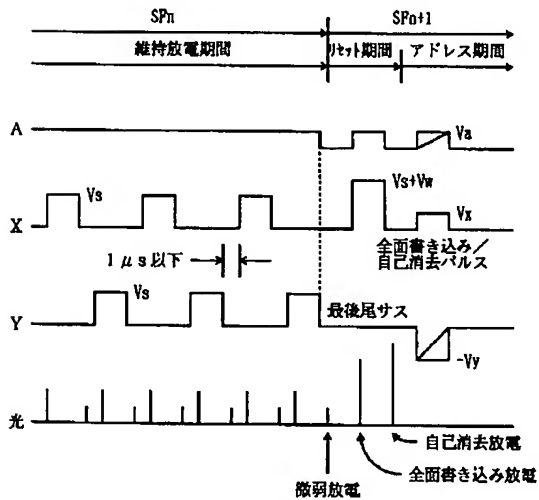 SFn
SFn+1
維持放電期間
リセット期間
アドレス期間
A
Va
Vs
Vs+Vw
X
Vx
1μs以下
全面書き込み/
自己消去パルス
Vs
Y
最後尾サス
-Vy
光
自己消去放電
全面書き込み放電
微弱放電